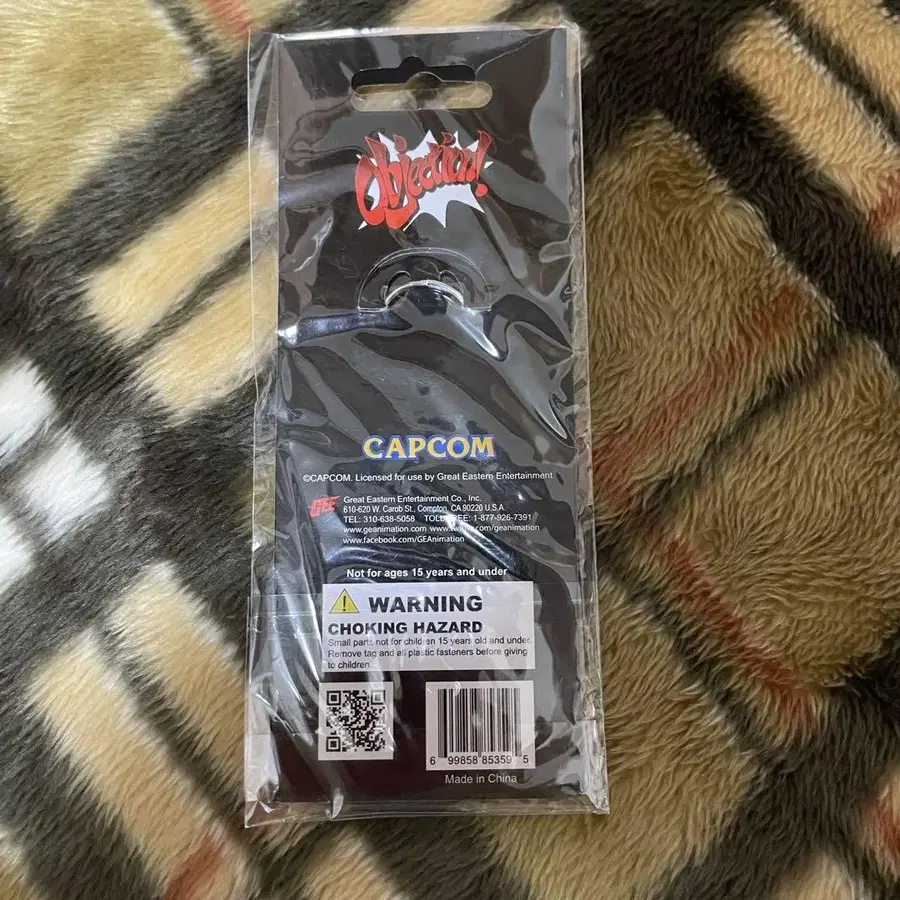 Objection!
CAPCOM
©CAPCOM. Licensed for use by Great Eastern Entertainment
GEE
Great Eastern Entertainment Co., Inc.
610-620 W. Carob St., Compton, CA 90220 U.S.A.
TEL: 310-638-5058 TOLL FREE: 1-877-926-7391
www.geanimation.com www.twitter.com/geanimation
www.facebook.com/GEAnimation
Not for ages 15 years and under
WARNING
CHOKING HAZARD
Small parts not for children 15 years old and under.
Remove tag and all plastic fasteners before giving
to children.
6 99858 85359 5
Made in China